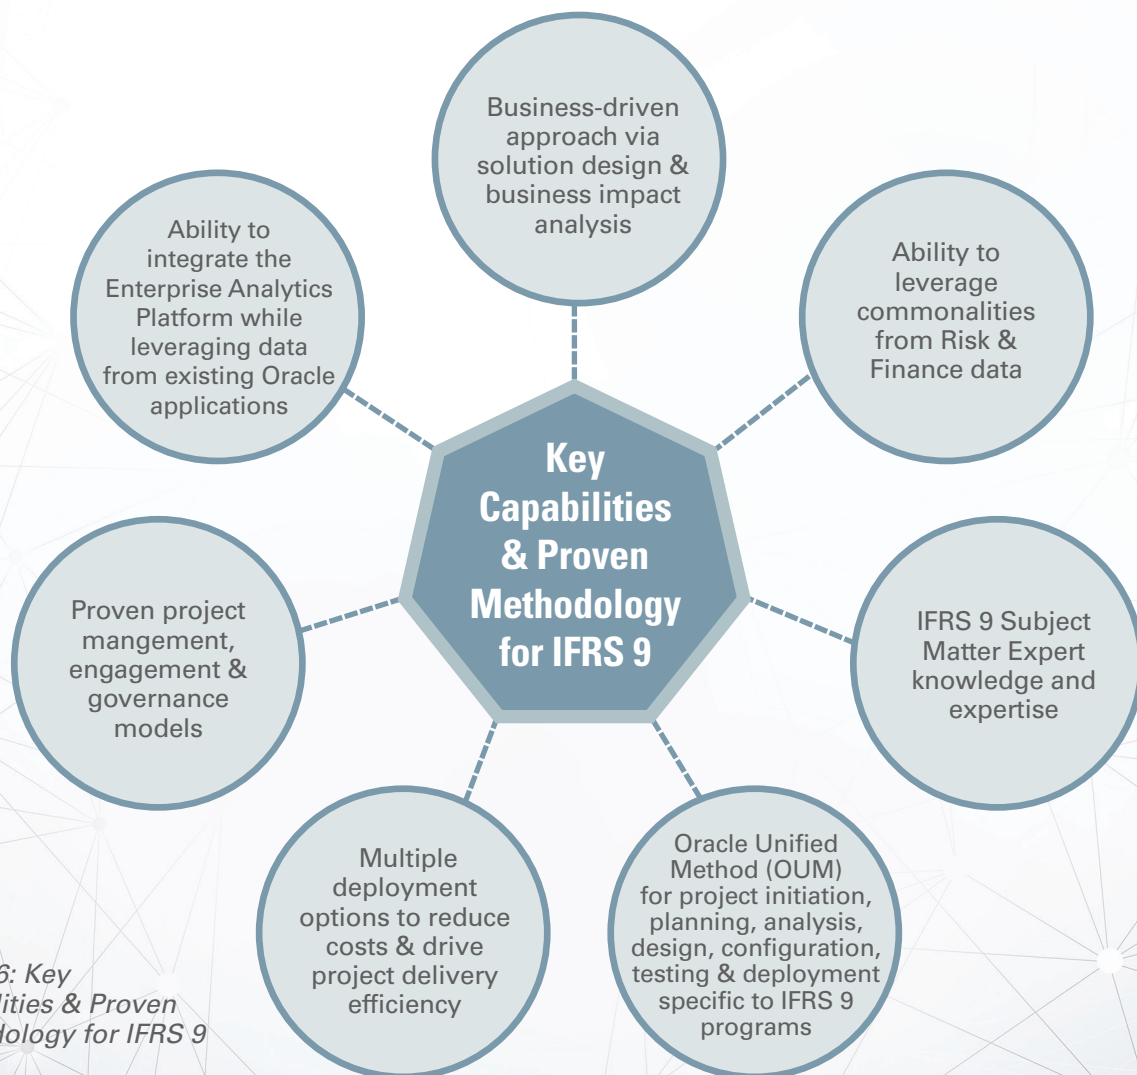 Business-driven
approach via
solution design &
business impact
analysis
Ability to
integrate the
Enterprise Analytics
Platform while
leveraging data
from existing Oracle
applications
Ability to
leverage
commonalities
from Risk &
Finance data
Key
Capabilities
& Proven
Methodology
for IFRS 9
Proven project
mangement,
engagement &
governance
models
IFRS 9 Subject
Matter Expert
knowledge and
expertise
Multiple
deployment
options to reduce
costs & drive
project delivery
efficiency
Oracle Unified
Method (OUM)
for project initiation,
planning, analysis,
design, configuration,
testing & deployment
specific to IFRS 9
programs
6: Key
lities & Proven
dology for IFRS 9